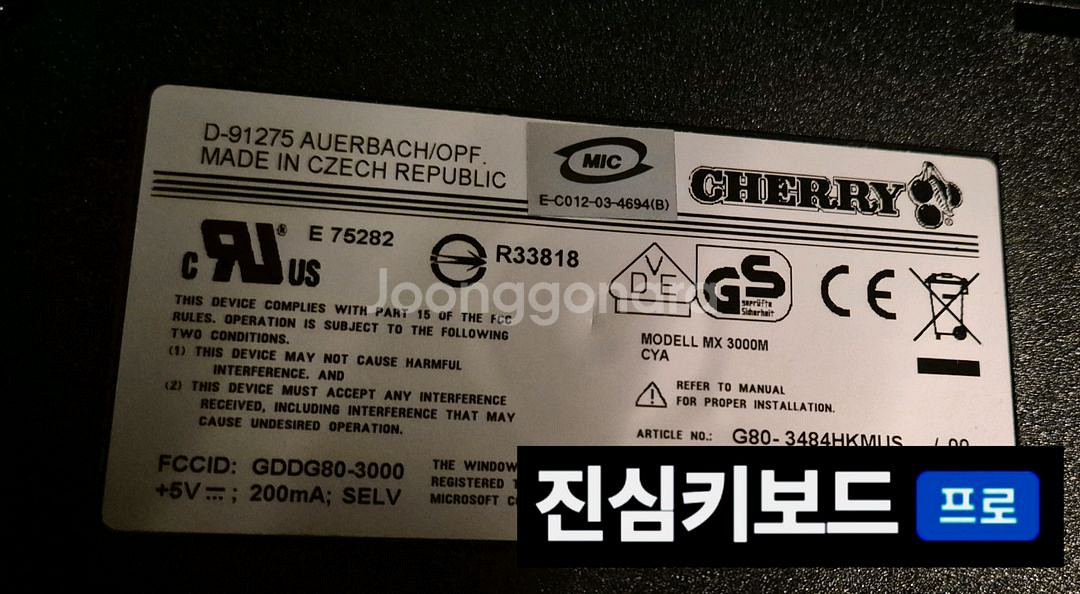 D-91275 AUERBACH/OPF.
MADE IN CZECH REPUBLIC
MIC
E-C012-03-4694(B)
CHERRY
®
c RU ® US
E 75282
R33818
VDE
GS
geprüfte
Sicherheit
CE
Joonggonara
THIS DEVICE COMPLIES WITH PART 15 OF THE FCC
RULES. OPERATION IS SUBJECT TO THE FOLLOWING
TWO CONDITIONS.
(1) THIS DEVICE MAY NOT CAUSE HARMFUL
INTERFERENCE. AND
(2) THIS DEVICE MUST ACCEPT ANY INTERFERENCE
RECEIVED, INCLUDING INTERFERENCE THAT MAY
CAUSE UNDESIRED OPERATION.
MODELL MX 3000M
CYA
REFER TO MANUAL
FOR PROPER INSTALLATION.
ARTICLE NO.: G80-3484HKMUS
FCCID: GDDG80-3000
+5V⎓; 200mA; SELV
THE WINDOW
REGISTERED
MICROSOFT
진심키보드 프로